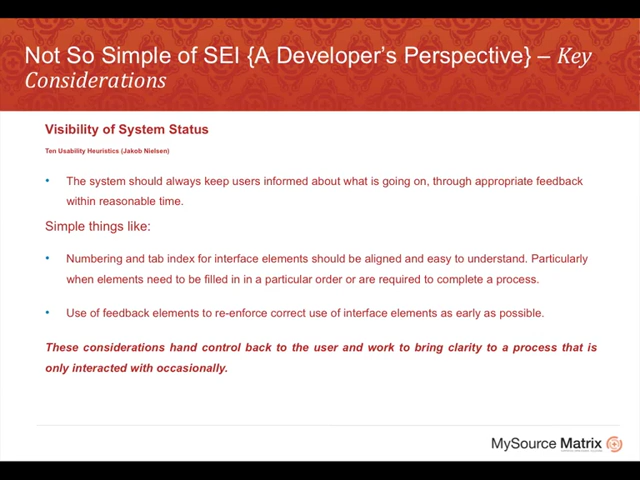 Not So Simple of SEI {A Developer’s Perspective} – Key
Considerations
Visibility of System Status
Ten Usability Heuristics (Jakob Nielsen)
• The system should always keep users informed about what is going on, through appropriate feedback
within reasonable time.
Simple things like:
• Numbering and tab index for interface elements should be aligned and easy to understand. Particularly
when elements need to be filled in in a particular order or are required to complete a process.
• Use of feedback elements to re-enforce correct use of interface elements as early as possible.
These considerations hand control back to the user and work to bring clarity to a process that is
only interacted with occasionally.
MySource Matrix